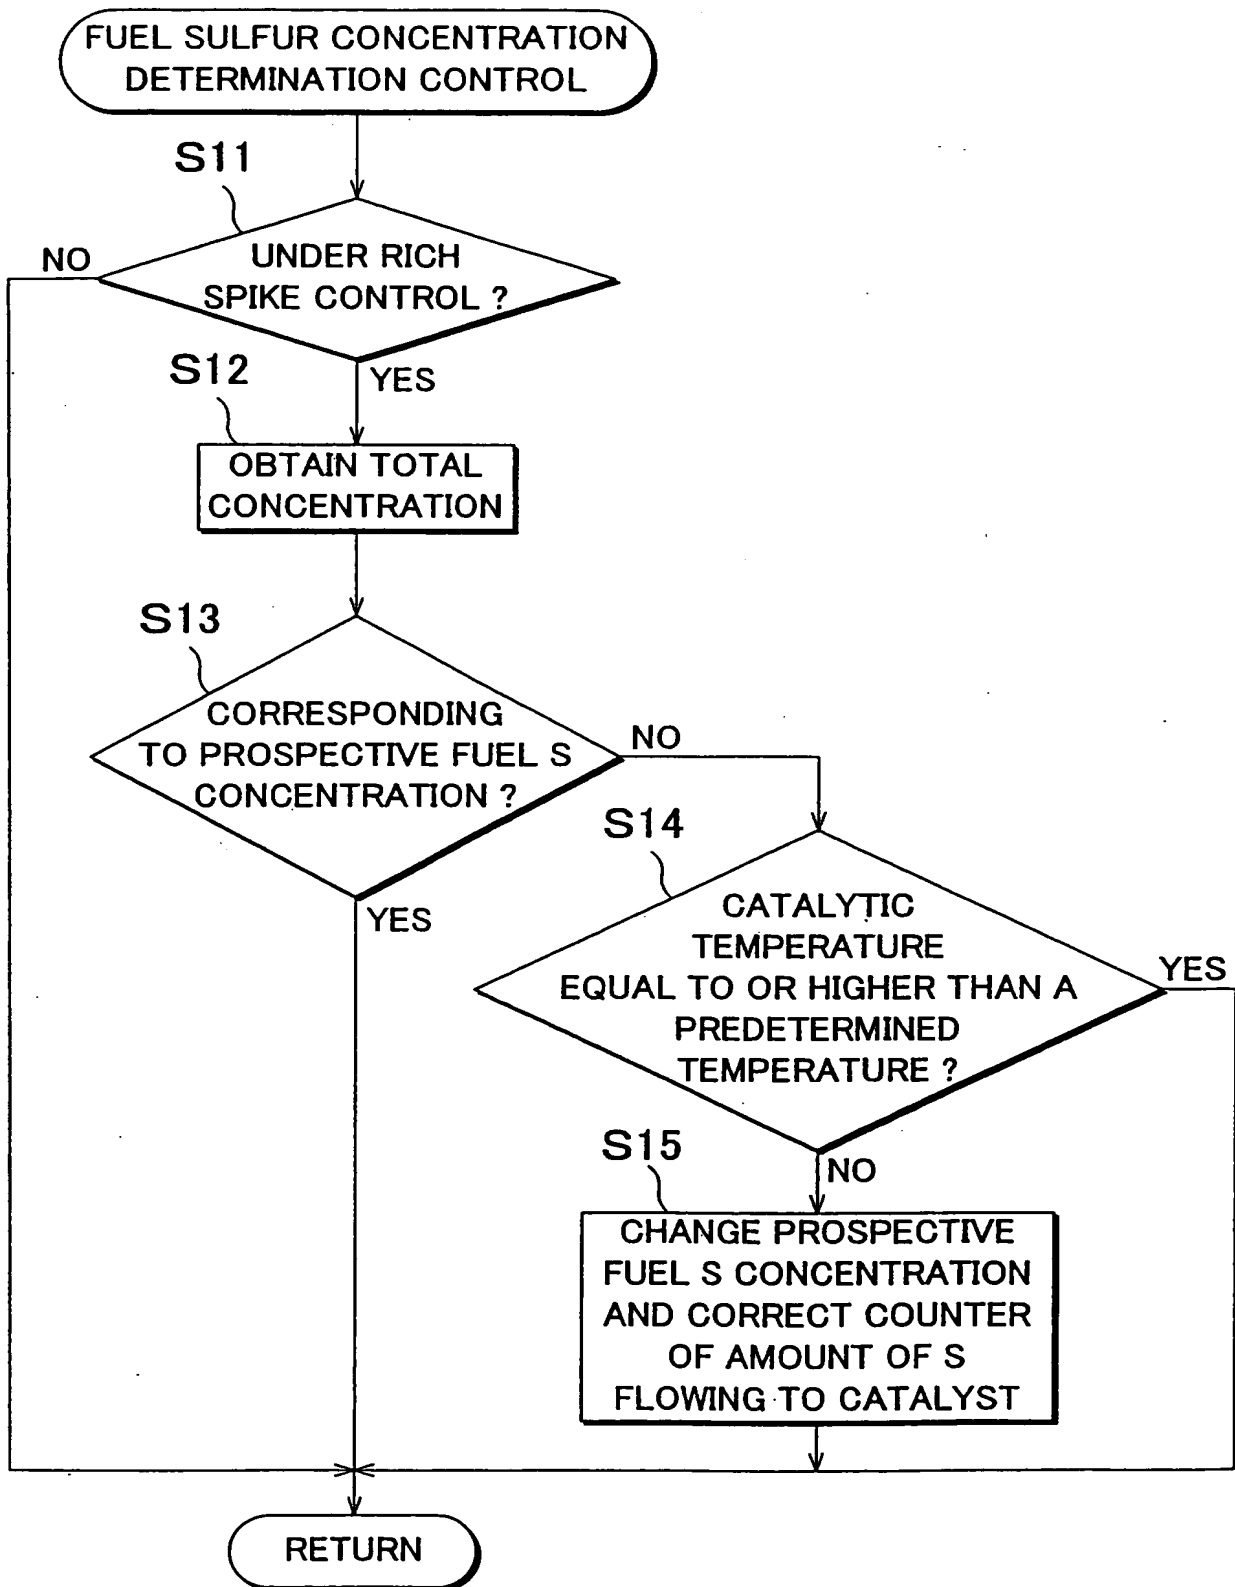 FUEL SULFUR CONCENTRATION
DETERMINATION CONTROL
S11
NO
UNDER RICH
SPIKE CONTROL ?
S12
YES
OBTAIN TOTAL
CONCENTRATION
S13
CORRESPONDING
TO PROSPECTIVE FUEL S
CONCENTRATION ?
NO
S14
YES
CATALYTIC
TEMPERATURE
EQUAL TO OR HIGHER THAN A
PREDETERMINED
TEMPERATURE ?
YES
S15
NO
CHANGE PROSPECTIVE
FUEL S CONCENTRATION
AND CORRECT COUNTER
OF AMOUNT OF S
FLOWING TO CATALYST
RETURN